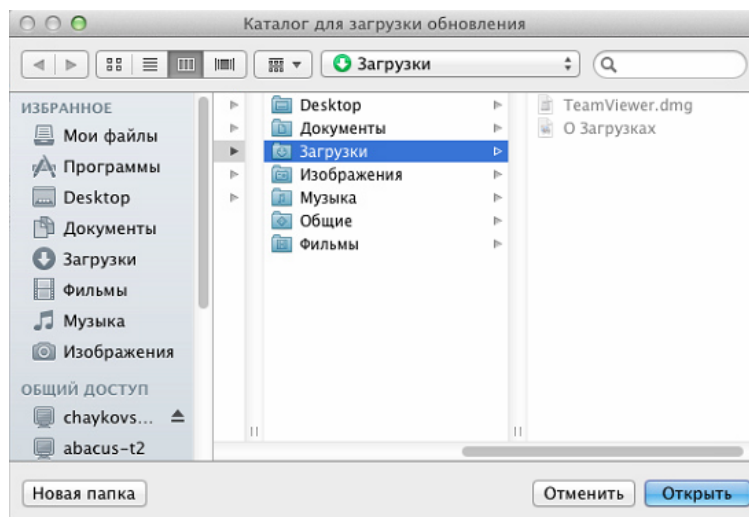 Каталог для загрузки обновления
Загрузки
ИЗБРАННОЕ
Мои файлы
Программы
Desktop
Документы
Загрузки
Фильмы
Музыка
Изображения
ОБЩИЙ ДОСТУП
chaykovs...
abacus-t2
Desktop
Документы
Загрузки
Изображения
Музыка
Общие
Фильмы
TeamViewer.dmg
О Загрузках
Новая папка
Отменить
Открыть